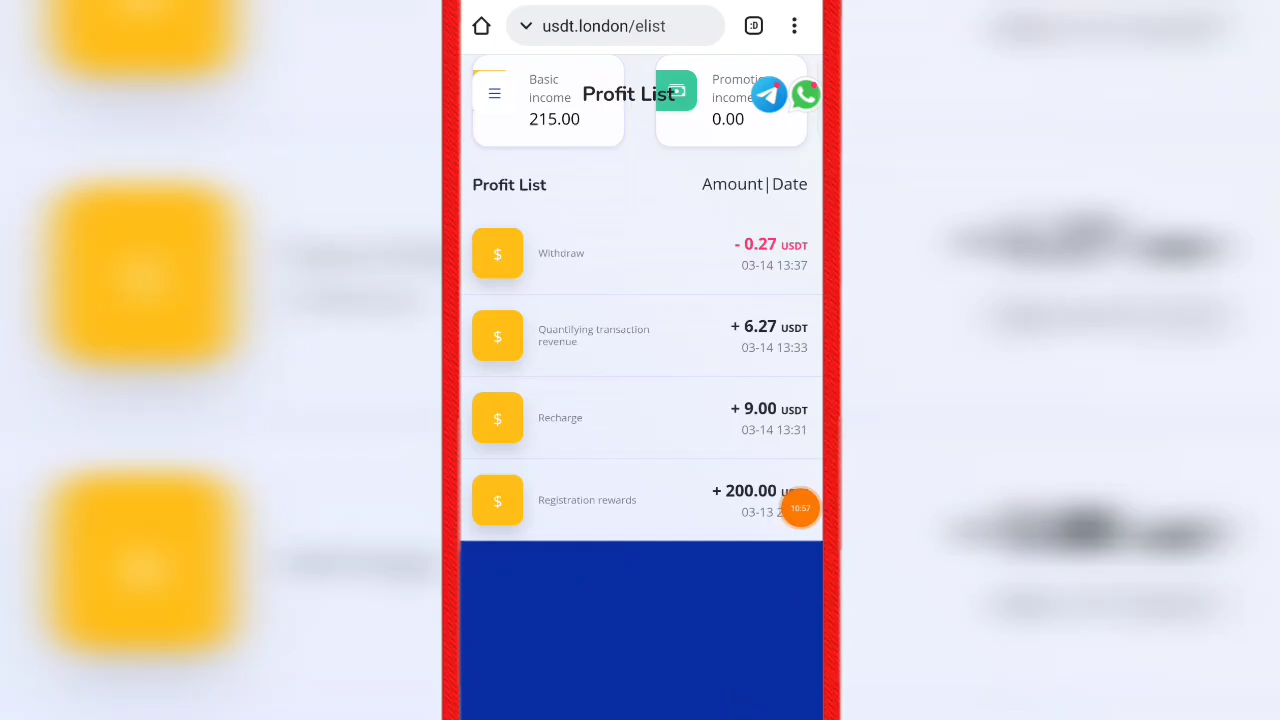 usdt.london/elist
:D
Basic
income
215.00
Profit List
income
0.00
Profit List
Amount|Date
$
Withdraw
- 0.27 USDT
03-14 13:37
$
Quantifying transaction
revenue
+ 6.27 USDT
03-14 13:33
$
Recharge
+ 9.00 USDT
03-14 13:31
$
Registration rewards
+ 200.00
03-13
10:57